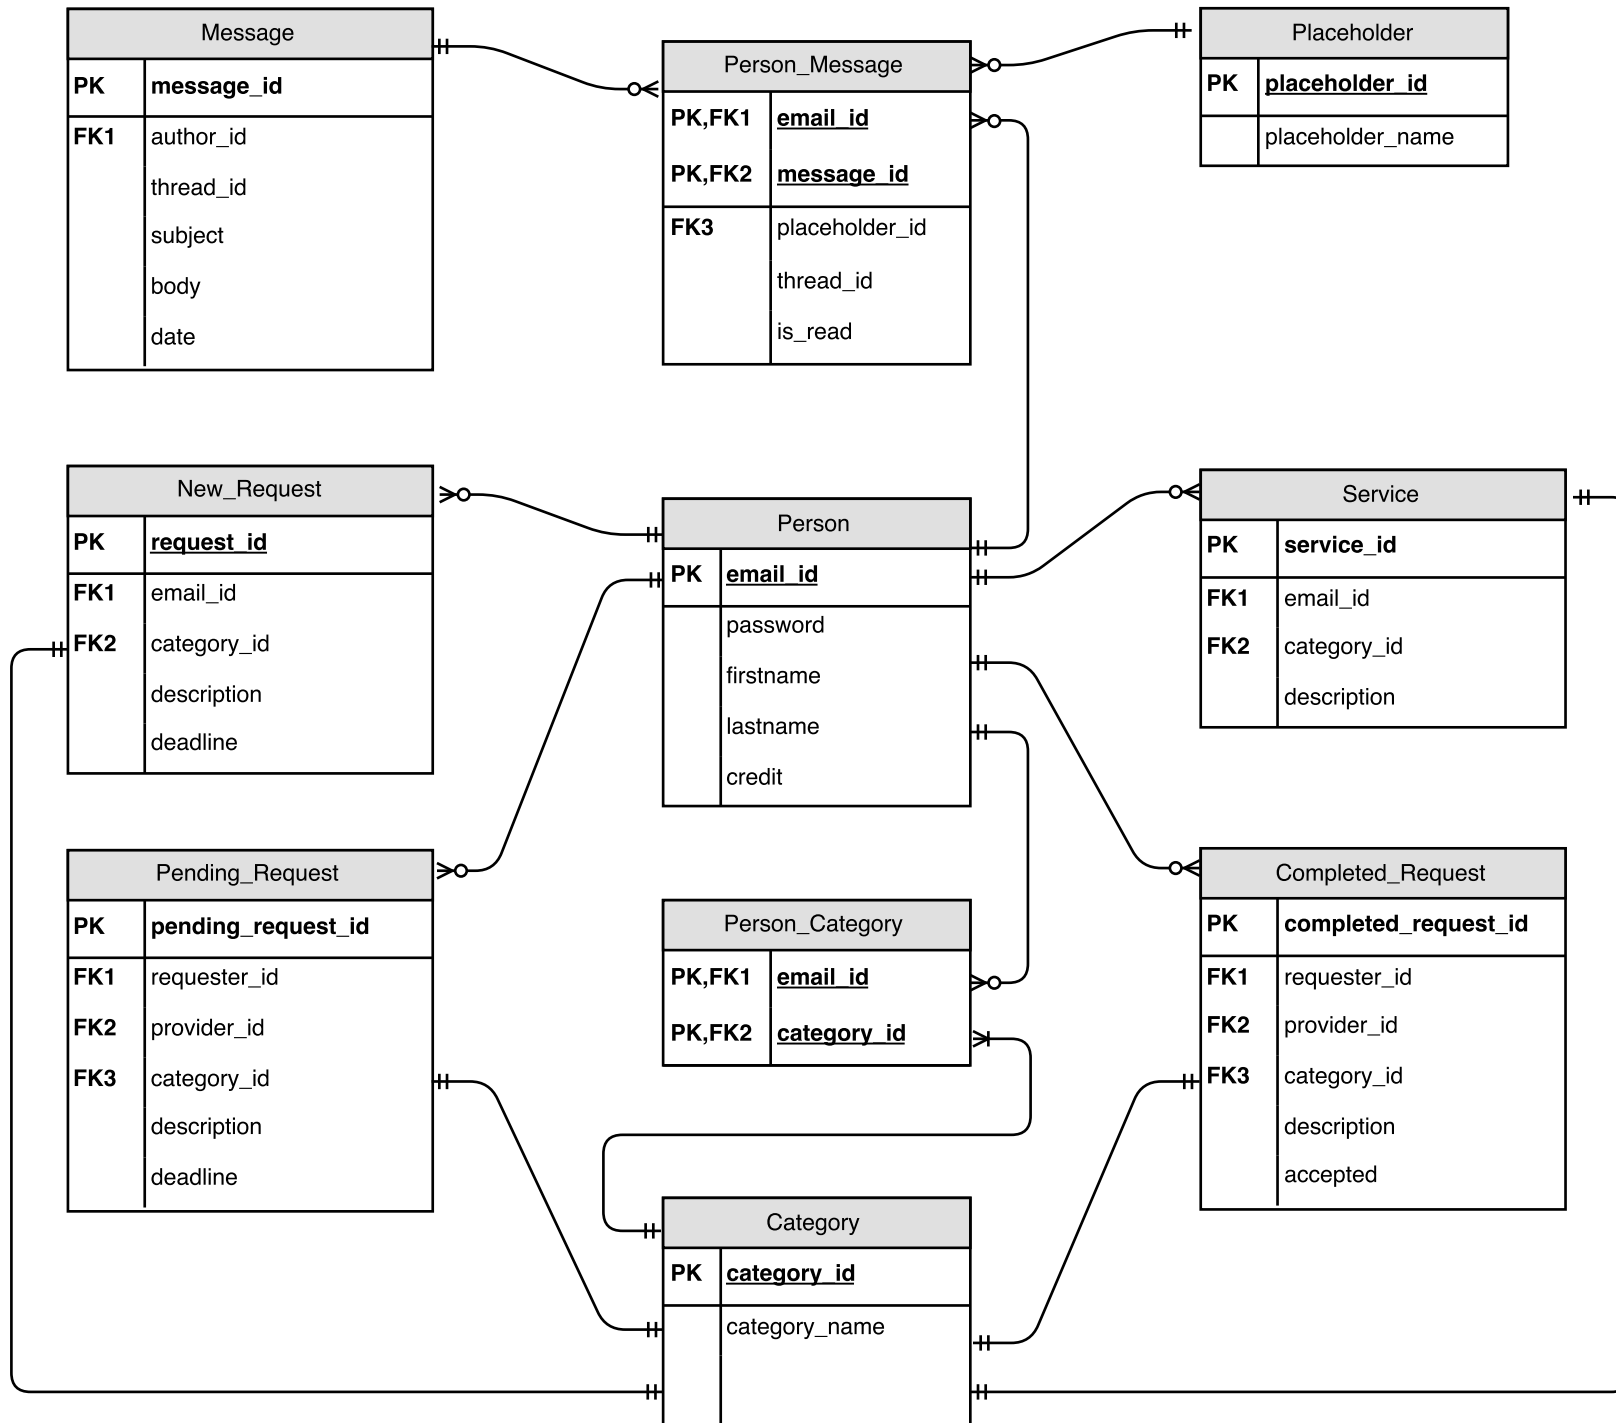 Message
PK message_id
FK1 author_id
thread_id
subject
body
date
Person_Message
PK,FK1 email_id
PK,FK2 message_id
FK3 placeholder_id
thread_id
is_read
Placeholder
PK placeholder_id
placeholder_name
New_Request
PK request_id
FK1 email_id
FK2 category_id
description
deadline
Person
PK email_id
password
firstname
lastname
credit
Service
PK service_id
FK1 email_id
FK2 category_id
description
Pending_Request
PK pending_request_id
FK1 requester_id
FK2 provider_id
FK3 category_id
description
deadline
Person_Category
PK,FK1 email_id
PK,FK2 category_id
Completed_Request
PK completed_request_id
FK1 requester_id
FK2 provider_id
FK3 category_id
description
accepted
Category
PK category_id
category_name